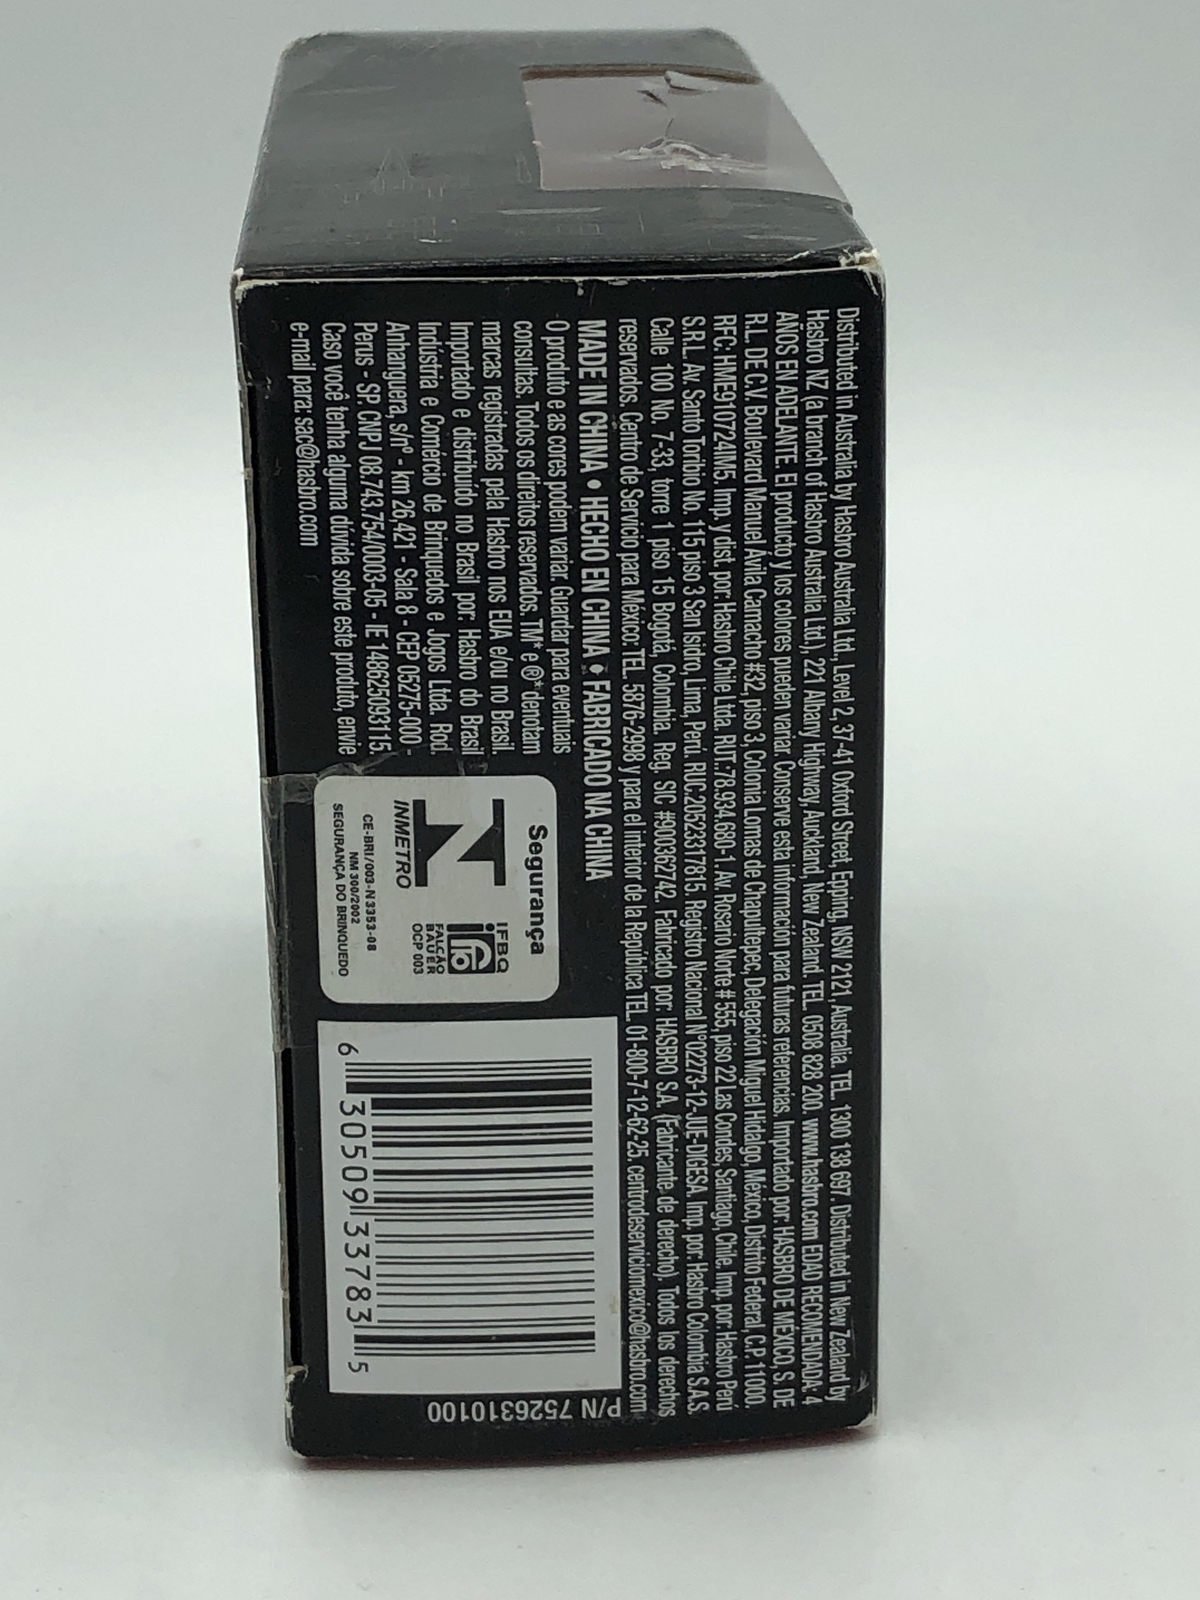 Distributed in Australia by Hasbro Australia Ltd., Level 2, 37-41 Oxford Street, Epping, NSW 2121, Australia. TEL. 1300 138 697. Distributed in New Zealand by
Hasbro NZ (a branch of Hasbro Australia Ltd), 221 Albany Highway, Auckland, New Zealand. TEL. 0508 828 200. www.hasbro.com EDAD RECOMENDADA: 4
AÑOS EN ADELANTE. El producto y los colores pueden variar. Conserve esta información para futuras referencias. Importado por: HASBRO DE MEXICO, S. DE
R.L. DE C.V. Boulevard Manuel Ávila Camacho #32, piso 3, Colonia Lomas de Chapultepec, Delegación Miguel Hidalgo, México, Distrito Federal, C.P. 11000.
RFC: HME910724IM5. Imp. y dist. por: Hasbro Chile Ltda. RUT:78.934.680-1. Av. Rosario Norte # 555, piso 22 Las Condes, Santiago, Chile. Imp. por: Hasbro Perú
S.R.L. Av. Santo Toribio No. 115 piso 3 San Isidro, Lima, Perú. RUC:20523317815. Registro Nacional N°02273-12-JUE-DIGESA. Imp. por: Hasbro Colombia S.A.S.
Calle 100 No. 7-33, torre 1 piso 15 Bogotá, Colombia. Reg. SIC #900362742. Fabricado por: HASBRO S.A. (Fabricante de derecho). Todos los derechos
reservados. Centro de Servicio para México: TEL. 5876-2998 y para el interior de la República TEL. 01-800-7-12-62-25. centrodeserviciomexico@hasbro.com
MADE IN CHINA • HECHO EN CHINA • FABRICADO NA CHINA
O produto e as cores podem variar. Guardar para eventuais
consultas. Todos os direitos reservados. TM* e ®* denotam
marcas registradas pela Hasbro nos EUA e/ou no Brasil.
Importado e distribuído no Brasil por: Hasbro do Brasil
Indústria e Comércio de Brinquedos e Jogos Ltda. Rod.
Anhanguera, s/nº - km 26,421 - Sala 8 - CEP 05275-000 -
Perus - SP. CNPJ 08.743.754/0003-05 - IE 148625093115.
Caso você tenha alguma dúvida sobre este produto, envie
e-mail para: sac@hasbro.com
Segurança
IFBQ
FALCÃO
BAUER
OCP 003
INMETRO
CE-BRI/003-N 3353-08
NM 300/2002
SEGURANÇA DO BRINQUEDO
6 30509 33783 5
P/N 7526310100